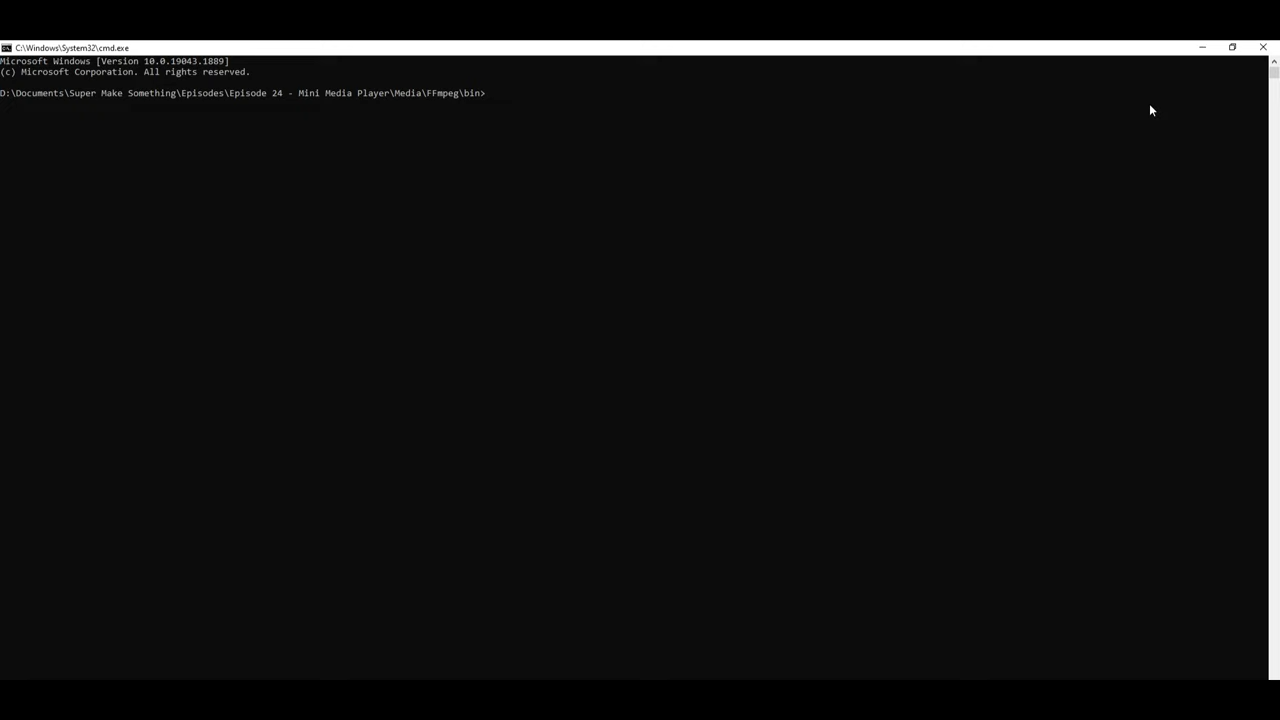 C:\Windows\System32\cmd.exe
Microsoft Windows [Version 10.0.19043.1889]
(c) Microsoft Corporation. All rights reserved.
D:\Documents\Super Make Something\Episodes\Episode 24 - Mini Media Player\Media\FFmpeg\bin>